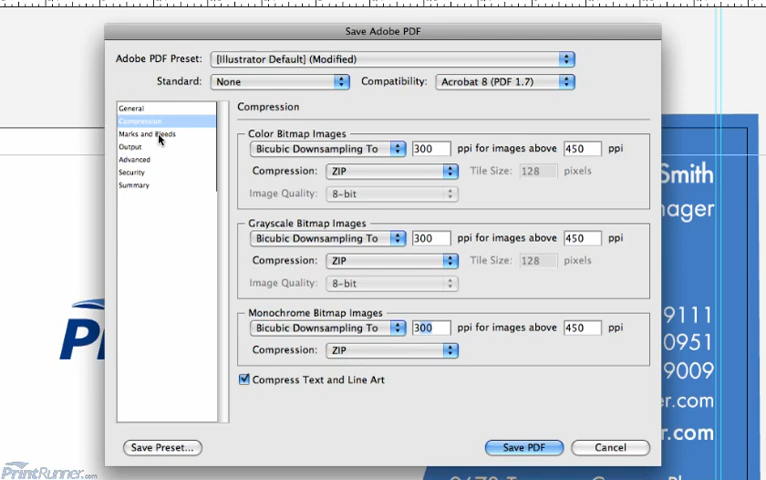 Save Adobe PDF
Adobe PDF Preset: [Illustrator Default] (Modified)
Standard: None Compatibility: Acrobat 8 (PDF 1.7)
General
Compression
Marks and Bleeds
Output
Advanced
Security
Summary
Compression
Color Bitmap Images
Bicubic Downsampling To 300 ppi for images above 450 ppi
Compression: ZIP Tile Size: 128 pixels
Image Quality: 8-bit
Grayscale Bitmap Images
Bicubic Downsampling To 300 ppi for images above 450 ppi
Compression: ZIP Tile Size: 128 pixels
Image Quality: 8-bit
Monochrome Bitmap Images
Bicubic Downsampling To 300 ppi for images above 450 ppi
Compression: ZIP
Compress Text and Line Art
Save Preset... Save PDF Cancel
Smith
ager
9111
0951
9009
er.com
r.com
PrintRunner.com